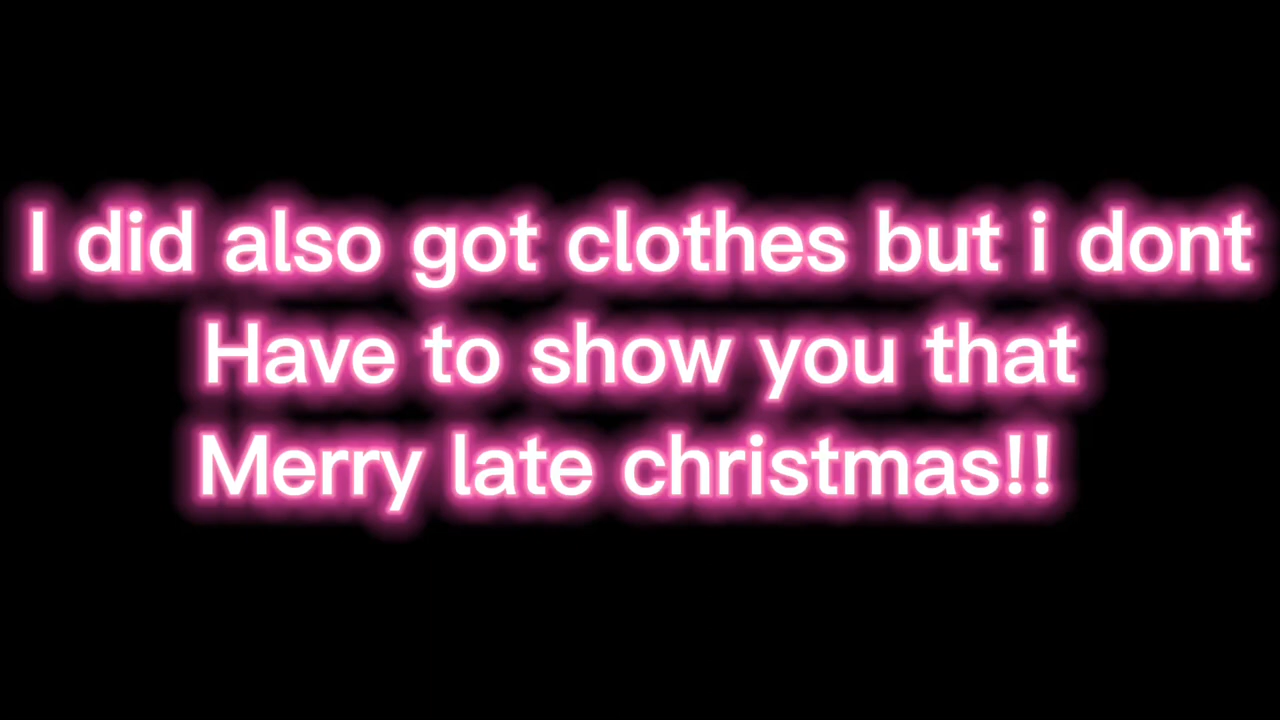 I did also got clothes but i dont
Have to show you that
Merry late christmas!!